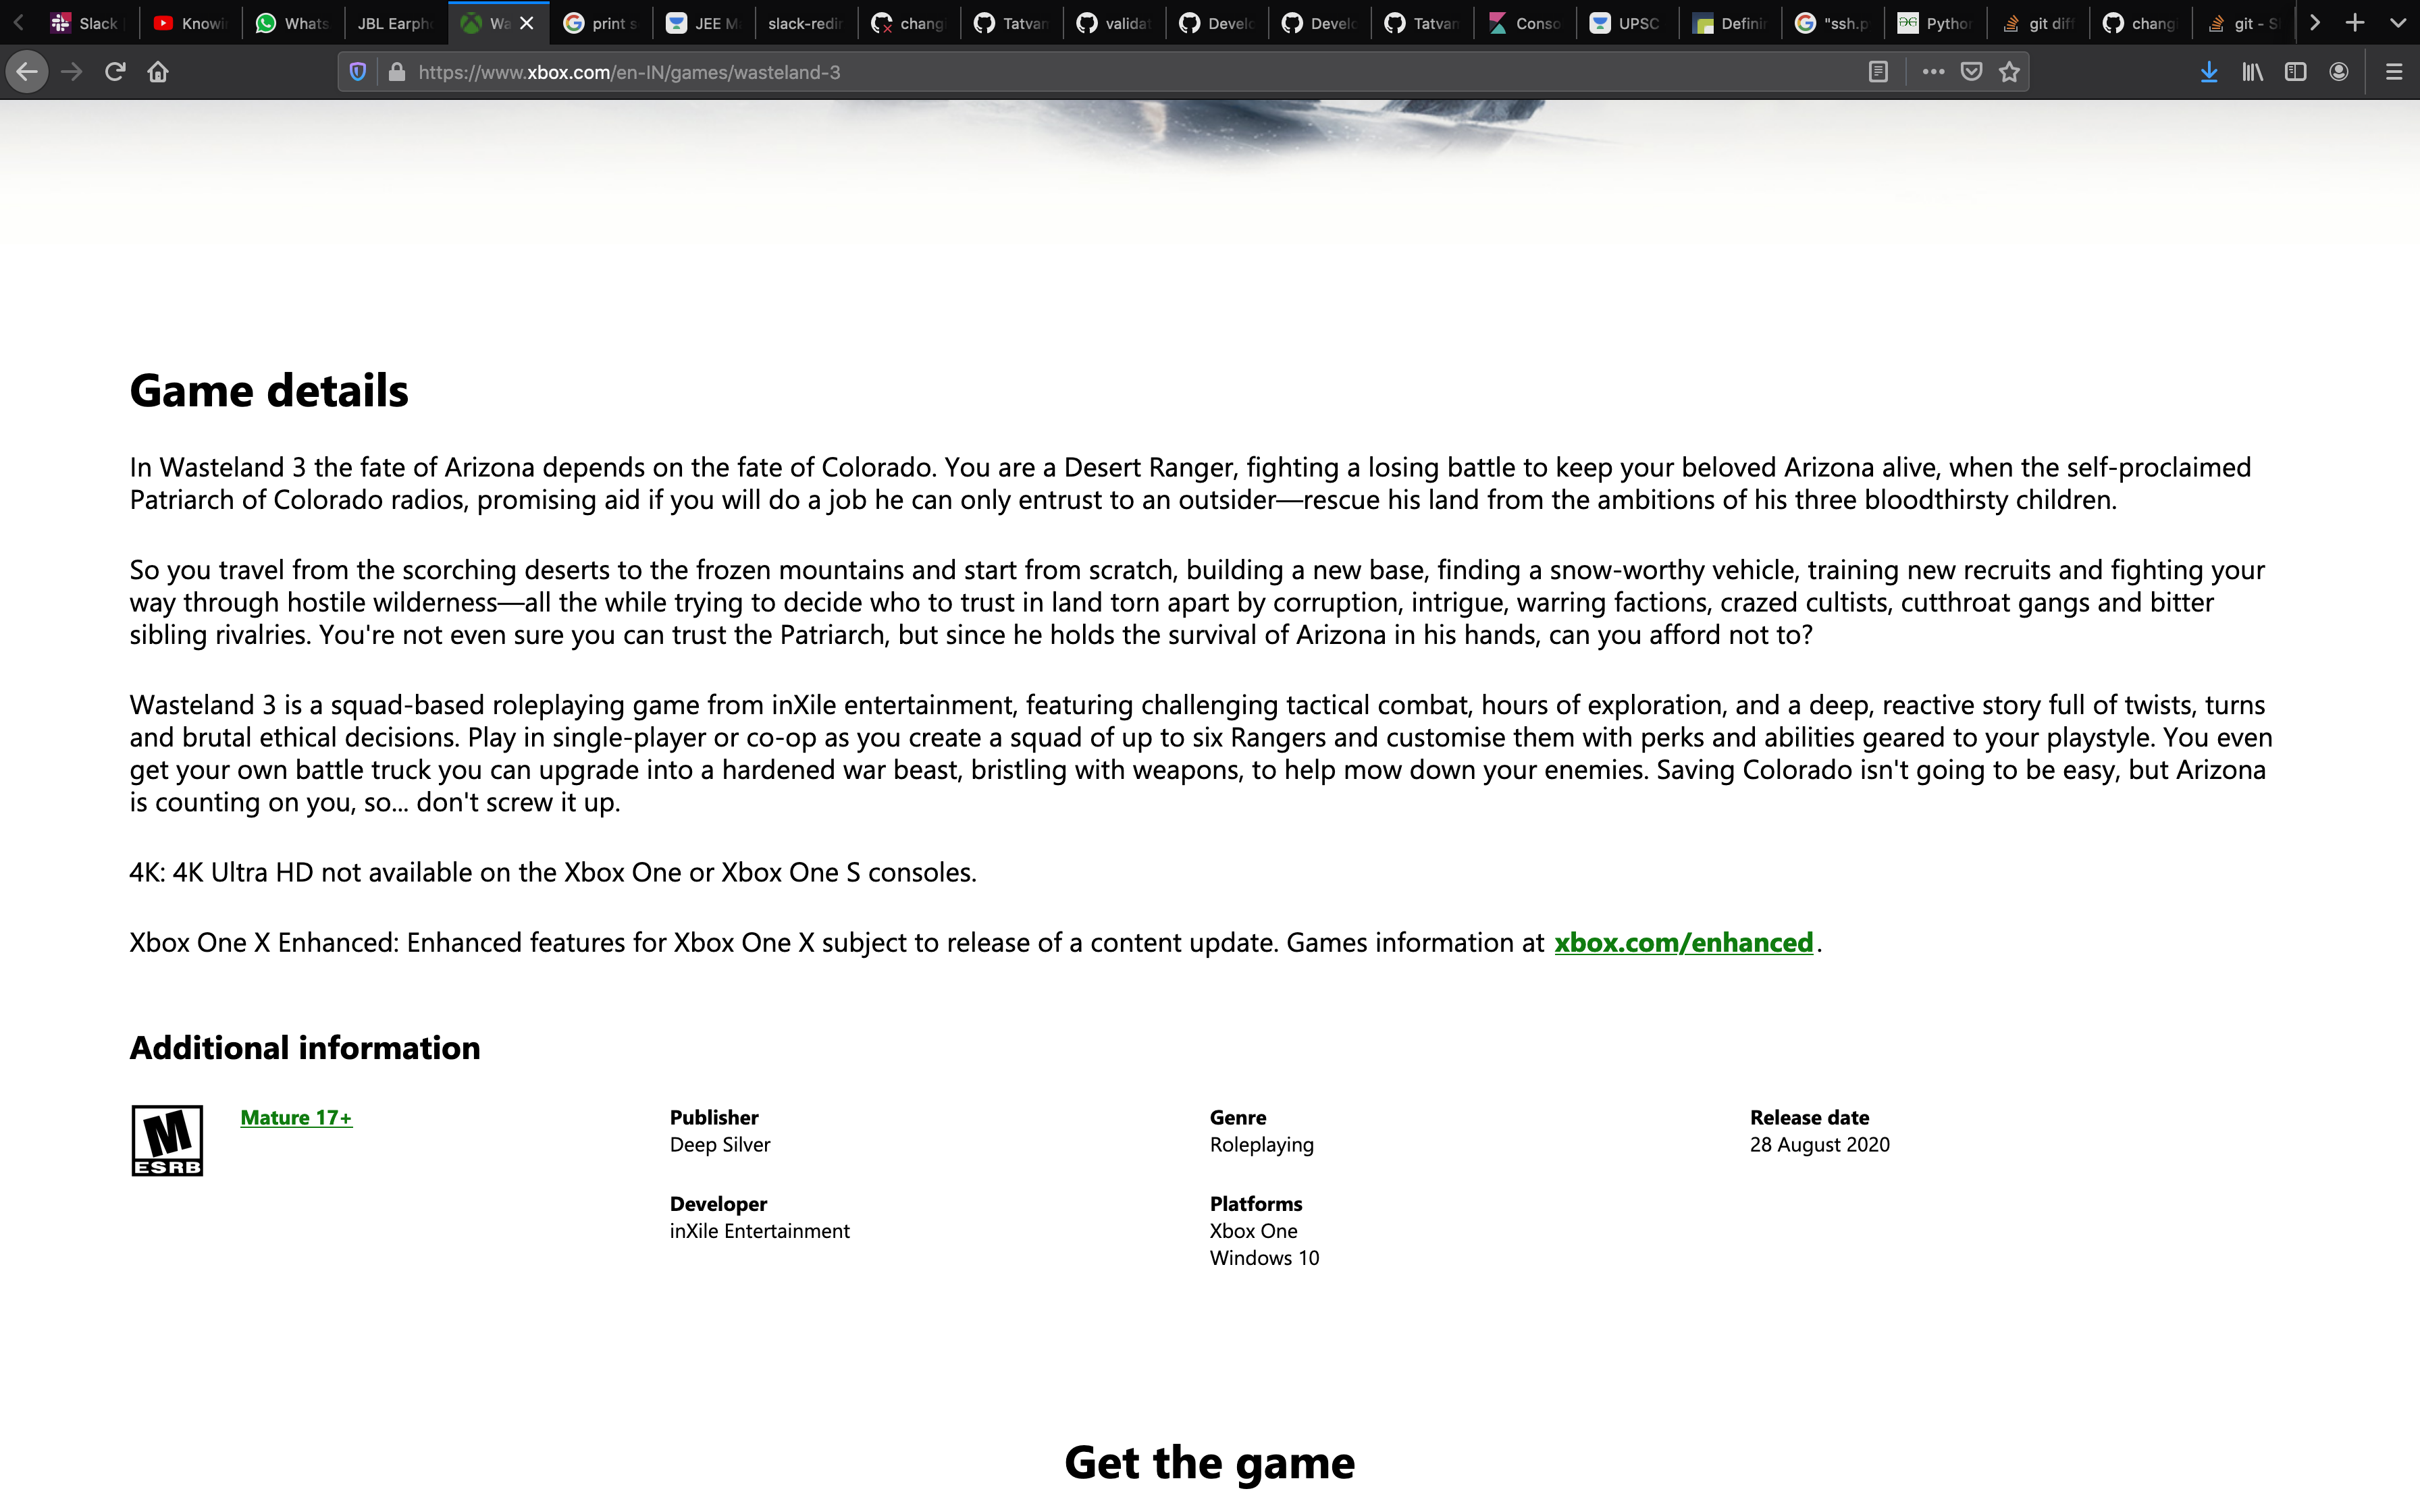 Slack
Knowi
Whats
JBL Earph
Wa
print s
JEE M
slack-redir
chang
Tatvam
validat
Develo
Develo
Tatvam
Conso
UPSC
Defini
"ssh.p
Python
git diff
chang
git - S
https://www.xbox.com/en-IN/games/wasteland-3
Game details
In Wasteland 3 the fate of Arizona depends on the fate of Colorado. You are a Desert Ranger, fighting a losing battle to keep your beloved Arizona alive, when the self-proclaimed
Patriarch of Colorado radios, promising aid if you will do a job he can only entrust to an outsider—rescue his land from the ambitions of his three bloodthirsty children.
So you travel from the scorching deserts to the frozen mountains and start from scratch, building a new base, finding a snow-worthy vehicle, training new recruits and fighting your
way through hostile wilderness—all the while trying to decide who to trust in land torn apart by corruption, intrigue, warring factions, crazed cultists, cutthroat gangs and bitter
sibling rivalries. You're not even sure you can trust the Patriarch, but since he holds the survival of Arizona in his hands, can you afford not to?
Wasteland 3 is a squad-based roleplaying game from inXile entertainment, featuring challenging tactical combat, hours of exploration, and a deep, reactive story full of twists, turns
and brutal ethical decisions. Play in single-player or co-op as you create a squad of up to six Rangers and customise them with perks and abilities geared to your playstyle. You even
get your own battle truck you can upgrade into a hardened war beast, bristling with weapons, to help mow down your enemies. Saving Colorado isn't going to be easy, but Arizona
is counting on you, so... don't screw it up.
4K: 4K Ultra HD not available on the Xbox One or Xbox One S consoles.
Xbox One X Enhanced: Enhanced features for Xbox One X subject to release of a content update. Games information at xbox.com/enhanced.
Additional information
M
ESRB
Mature 17+
Publisher
Deep Silver
Developer
inXile Entertainment
Genre
Roleplaying
Platforms
Xbox One
Windows 10
Release date
28 August 2020
Get the game